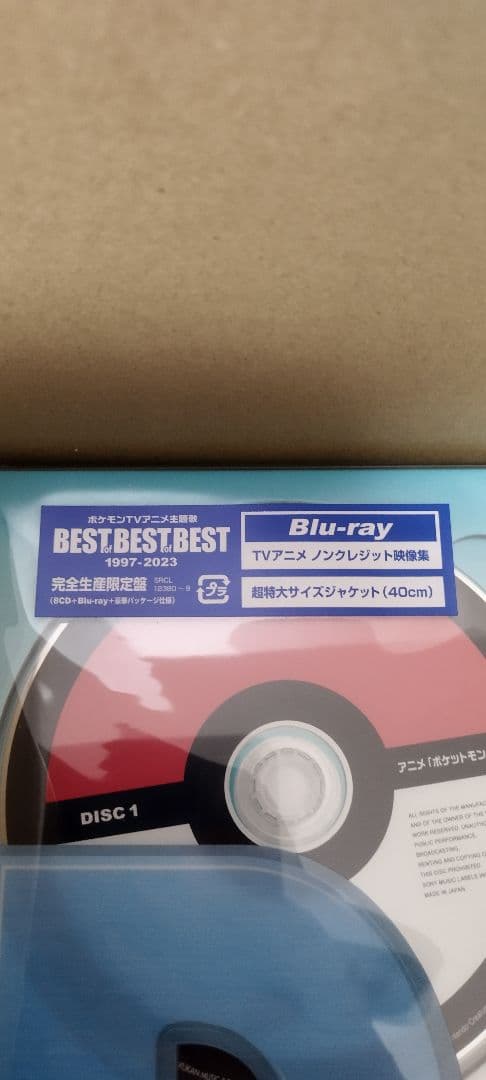 ポケモンTVアニメ主題歌
BEST of BEST of BEST
1997-2023
完全生産限定盤 SRCL 12380~9
(8CD+Blu-ray+豪華パッケージ仕様)
プラ
Blu-ray
TVアニメ ノンクレジット映像集
超特大サイズジャケット(40cm)
アニメ「ポケットモン
DISC 1
ALL RIGHTS OF THE MANUFAC
AND OF THE OWNER OF THE
WORK RESERVED. UNAUTHO
PUBLIC PERFORMANCE,
BROADCASTING,
RENTING AND COPYING O
THIS DISC PROHIBITED.
SONY MUSIC LABELS IN
MADE IN JAPAN